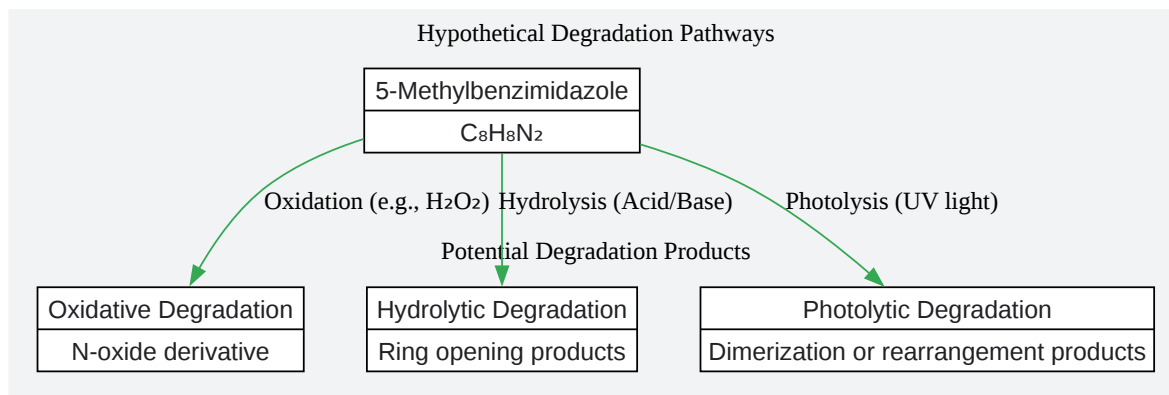 Hypothetical Degradation Pathways
5-Methylbenzimidazole
C₈H₈N₂
Oxidation (e.g., H₂O₂)
Hydrolysis (Acid/Base)
Photolysis (UV light)
Potential Degradation Products
Oxidative Degradation
N-oxide derivative
Hydrolytic Degradation
Ring opening products
Photolytic Degradation
Dimerization or rearrangement products